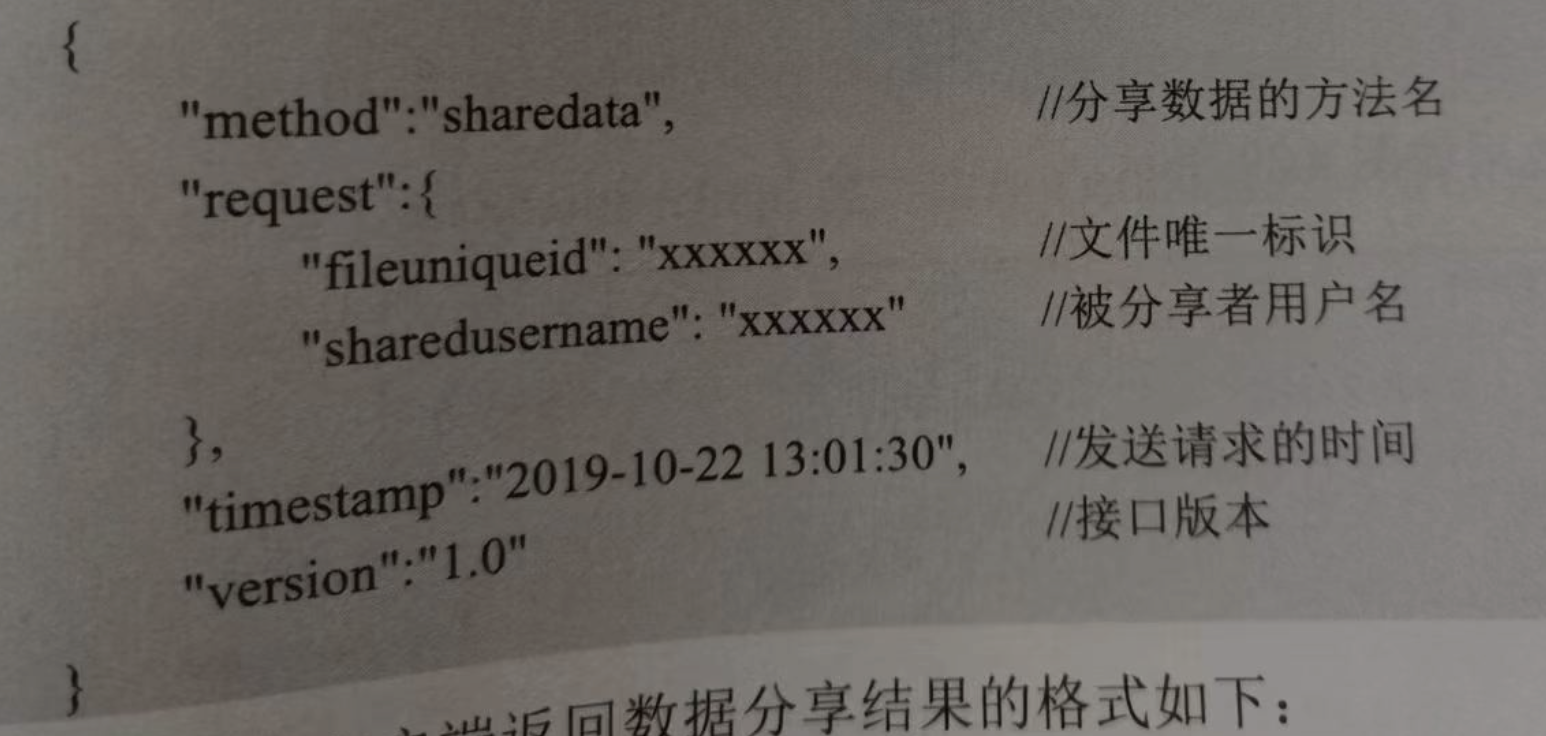 {
"method":"sharedata", //分享数据的方法名
"request":{
"fileuniqueid": "xxxxxx", //文件唯一标识
"sharedusername": "xxxxxx" //被分享者用户名
},
"timestamp":"2019-10-22 13:01:30", //发送请求的时间
"version":"1.0" //接口版本
}
端返回数据分享结果的格式如下：